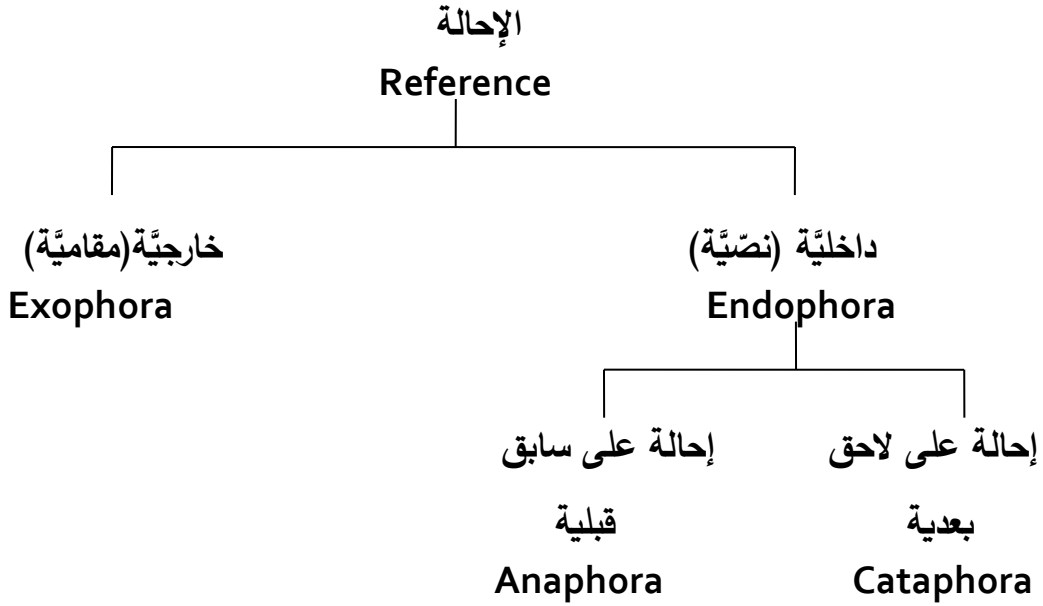 الإحالة
Reference
داخليَّة (نصّيَّة)
Endophora
خارجيَّة(مقاميَّة)
Exophora
إحالة على لاحق
بعدية
Cataphora
إحالة على سابق
قبلية
Anaphora